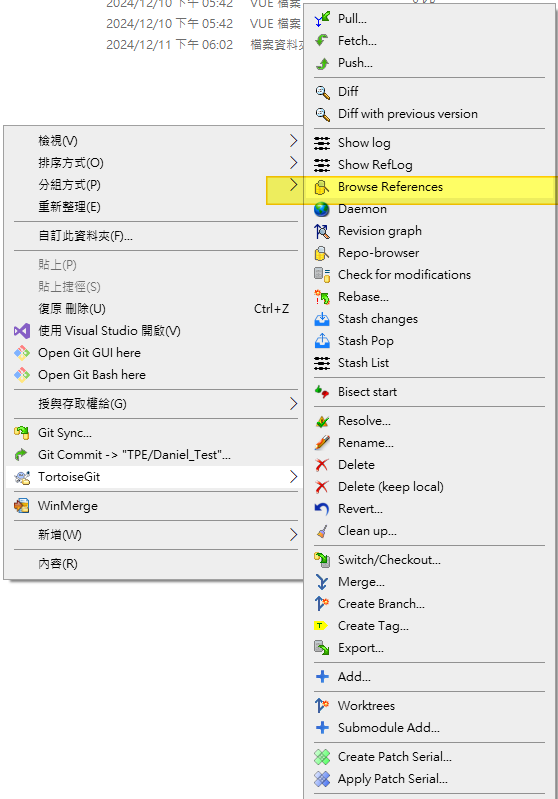 2024/12/10 下午 05:42 VUE 檔案
2024/12/10 下午 05:42 VUE 檔案
2024/12/11 下午 06:02 檔案資料夾
檢視(V)
排序方式(O)
分組方式(P)
重新整理(E)
自訂此資料夾(F)...
貼上(P)
貼上捷徑(S)
復原 刪除(U) Ctrl+Z
使用 Visual Studio 開啟(V)
Open Git GUI here
Open Git Bash here
授與存取權給(G)
Git Sync...
Git Commit -> "TPE/Daniel_Test"...
TortoiseGit
WinMerge
新增(W)
內容(R)
Pull...
Fetch...
Push...
Diff
Diff with previous version
Show log
Show RefLog
Browse References
Daemon
Revision graph
Repo-browser
Check for modifications
Rebase...
Stash changes
Stash Pop
Stash List
Bisect start
Resolve...
Rename...
Delete
Delete (keep local)
Revert...
Clean up...
Switch/Checkout...
Merge...
Create Branch...
Create Tag...
Export...
Add...
Worktrees
Submodule Add...
Create Patch Serial...
Apply Patch Serial...